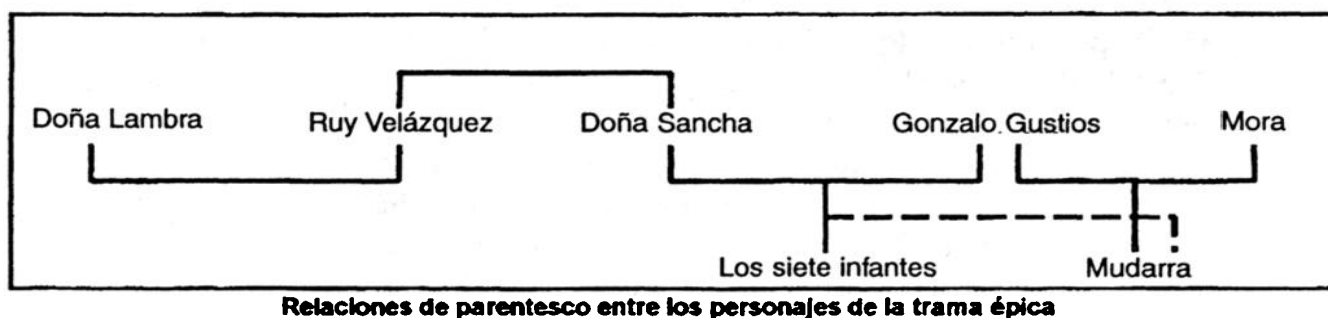 Doña Lambra Ruy Velázquez Doña Sancha Gonzalo Gustios Mora
Los siete infantes Mudarra
Relaciones de parentesco entre los personajes de la trama épica